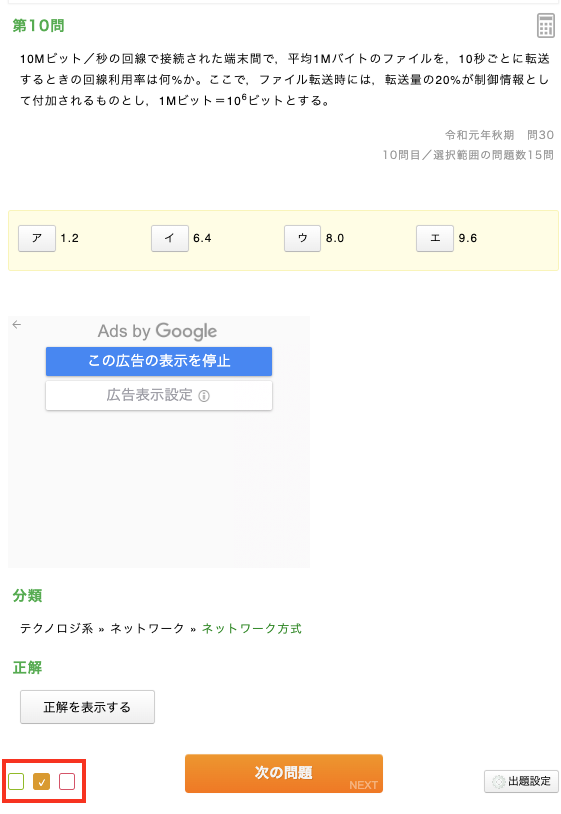 第10問
10Mビット／秒の回線で接続された端末間で，平均1Mバイトのファイルを，10秒ごとに転送
するときの回線利用率は何%か。ここで，ファイル転送時には，転送量の20%が制御情報とし
て付加されるものとし，1Mビット＝10⁶ビットとする。
令和元年秋期　問30
10問目／選択範囲の問題数15問
ア 1.2 イ 6.4 ウ 8.0 エ 9.6
Ads by Google
この広告の表示を停止
広告表示設定
分類
テクノロジ系 » ネットワーク » ネットワーク方式
正解
正解を表示する
次の問題
NEXT
出題設定